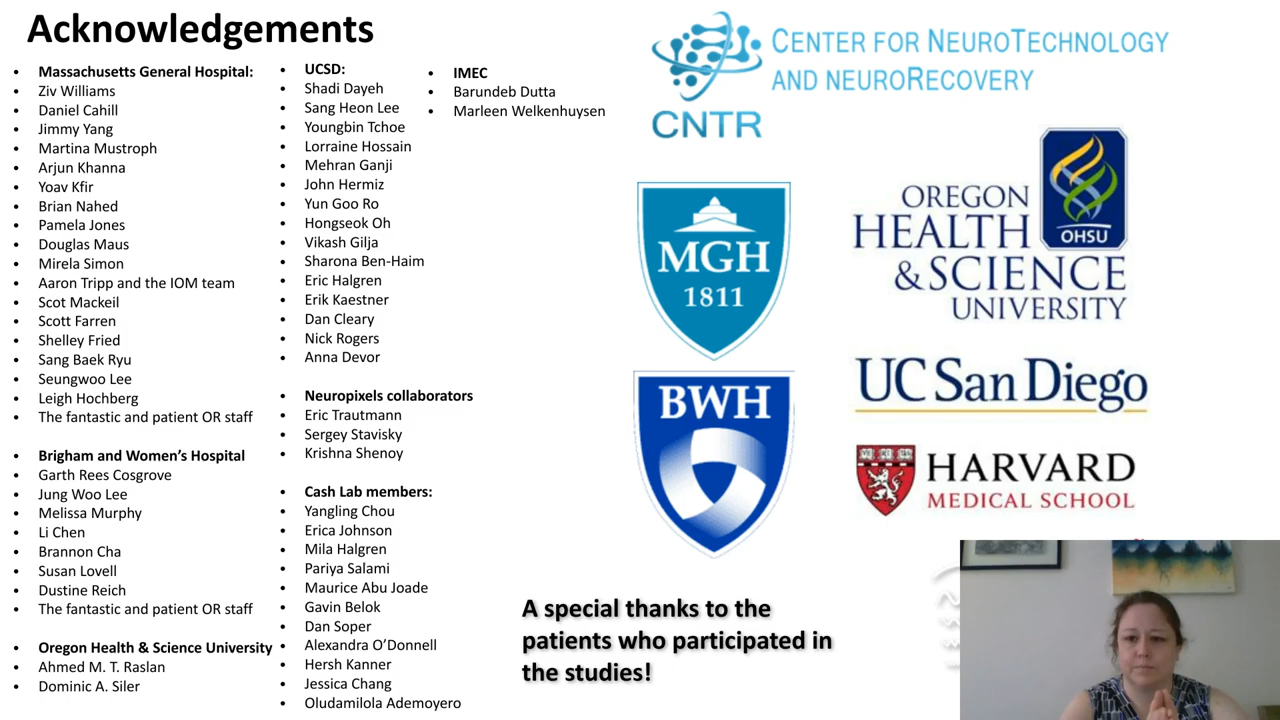 Acknowledgements
Massachusetts General Hospital:
Ziv Williams
Daniel Cahill
Jimmy Yang
Martina Mustroph
Arjun Khanna
Yoav Kfir
Brian Nahed
Pamela Jones
Douglas Maus
Mirela Simon
Aaron Tripp and the IOM team
Scot Mackeil
Scott Farren
Shelley Fried
Sang Baek Ryu
Seungwoo Lee
Leigh Hochberg
The fantastic and patient OR staff
Brigham and Women's Hospital
Garth Rees Cosgrove
Jung Woo Lee
Melissa Murphy
Li Chen
Brannon Cha
Susan Lovell
Dustine Reich
The fantastic and patient OR staff
Oregon Health & Science University
Ahmed M. T. Raslan
Dominic A. Siler
UCSD:
Shadi Dayeh
Sang Heon Lee
Youngbin Tchoe
Lorraine Hossain
Mehran Ganji
John Hermiz
Yun Goo Ro
Hongseok Oh
Vikash Gilja
Sharona Ben-Haim
Eric Halgren
Erik Kaestner
Dan Cleary
Nick Rogers
Anna Devor
Neuropixels collaborators
Eric Trautmann
Sergey Stavisky
Krishna Shenoy
Cash Lab members:
Yangling Chou
Erica Johnson
Mila Halgren
Pariya Salami
Maurice Abu Joade
Gavin Belok
Dan Soper
Alexandra O'Donnell
Hersh Kanner
Jessica Chang
Oludamilola Ademoyero
IMEC
Barundeb Dutta
Marleen Welkenhuysen
CENTER FOR NEUROTECHNOLOGY
AND NEURORECOVERY
CNTR
MGH
1811
BWH
OREGON
HEALTH
&SCIENCE
UNIVERSITY
OHSU
UC San Diego
HARVARD
MEDICAL SCHOOL
A special thanks to the
patients who participated in
the studies!